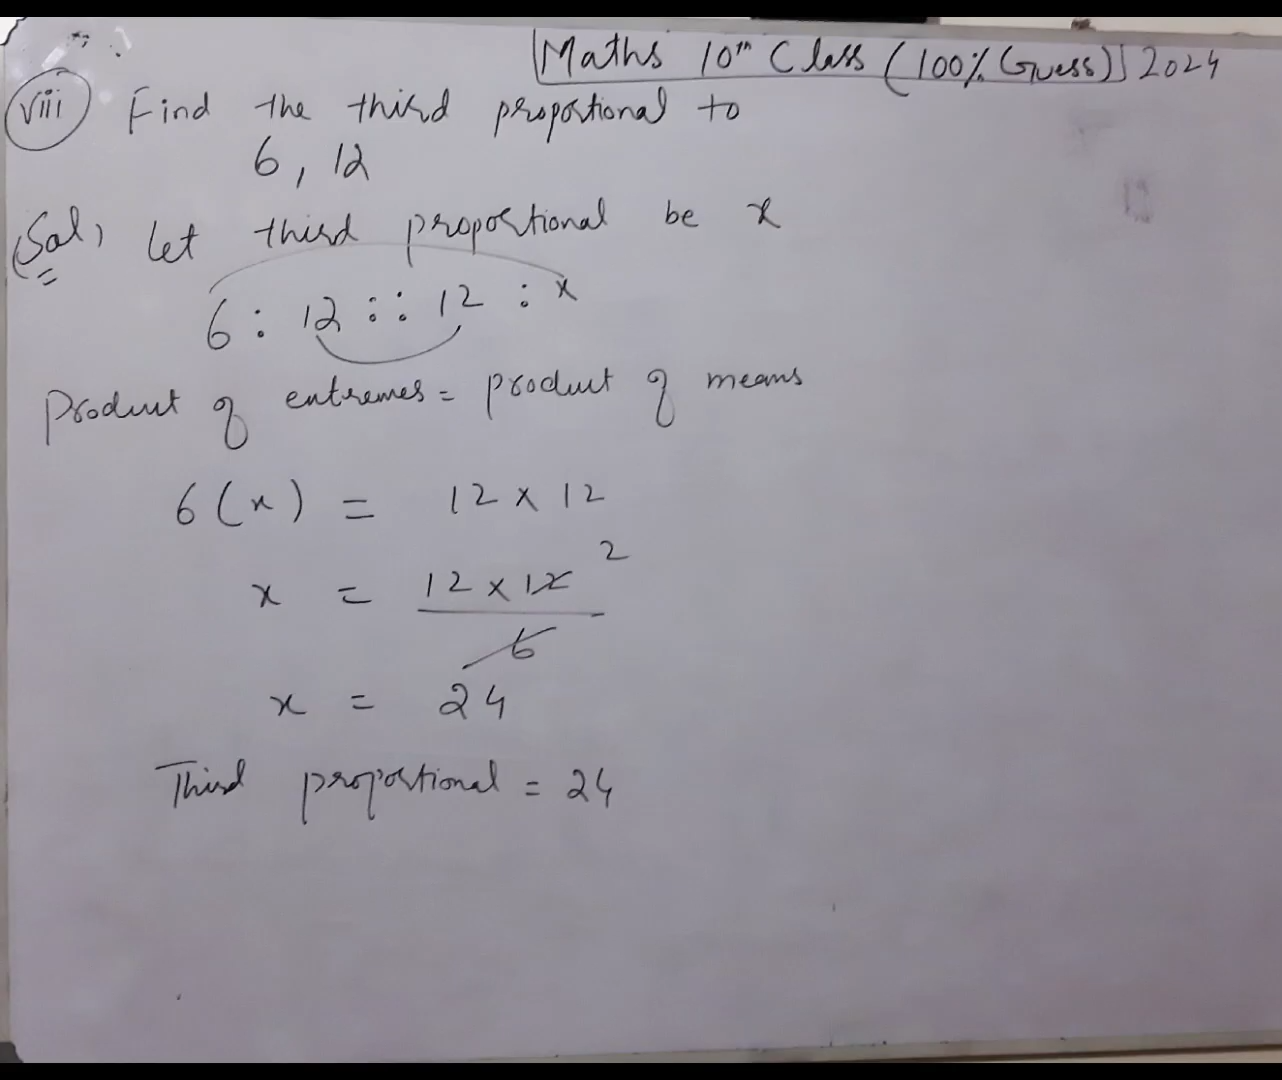 Maths 10th Class (100% Guess) 2024
viii Find the third proportional to
6, 12
Sol, Let third proportional be x
6 : 12 :: 12 : x
Product of extremes = product of means
6(x) = 12 × 12
x = 12 × 12 2
6
x = 24
Third proportional = 24